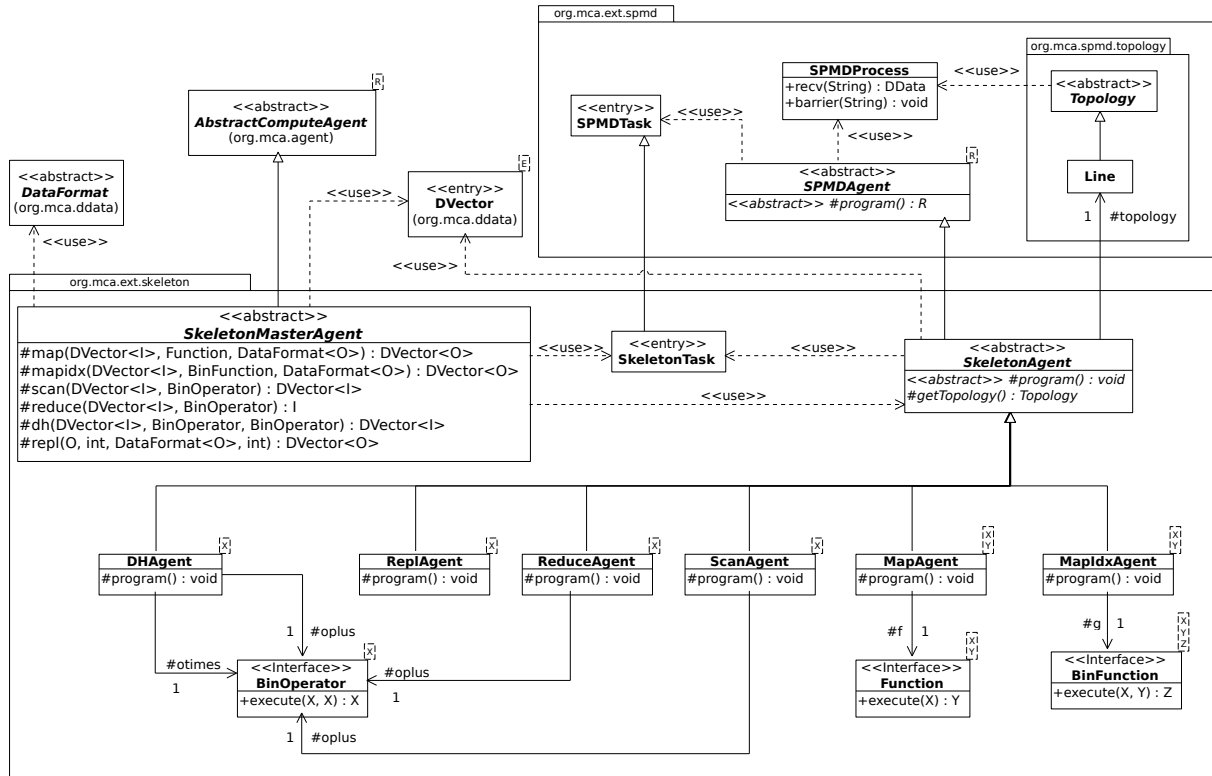 org.mca.ext.spmd
org.mca.spmd.topology
SPMDProcess
+recv(String) : DData
+barrier(String) : void
<<use>>
<<abstract>>
Topology
R
<<abstract>>
AbstractComputeAgent
(org.mca.agent)
<<entry>>
SPMDTask
<<use>>
<<use>>
E
R
<<abstract>>
DataFormat
(org.mca.ddata)
<<use>>
<<use>>
<<entry>>
DVector
(org.mca.ddata)
<<abstract>>
SPMDAgent
<<abstract>> #program() : R
Line
1
#topology
<<use>>
org.mca.ext.skeleton
<<abstract>>
SkeletonMasterAgent
#map(DVector<I>, Function, DataFormat<O>) : DVector<O>
#mapidx(DVector<I>, BinFunction, DataFormat<O>) : DVector<O>
#scan(DVector<I>, BinOperator) : DVector<I>
#reduce(DVector<I>, BinOperator) : I
#dh(DVector<I>, BinOperator, BinOperator) : DVector<I>
#repl(O, int, DataFormat<O>, int) : DVector<O>
<<use>>
<<entry>>
SkeletonTask
<<use>>
<<use>>
<<abstract>>
SkeletonAgent
<<abstract>> #program() : void
#getTopology() : Topology
X
DHAgent
#program() : void
X
ReplAgent
#program() : void
X
ReduceAgent
#program() : void
X
ScanAgent
#program() : void
X
Y
MapAgent
#program() : void
X
Y
MapIdxAgent
#program() : void
1
#oplus
#otimes
1
X
<<Interface>>
BinOperator
+execute(X, X) : X
#oplus
1
1
#oplus
#f
1
X
Y
<<Interface>>
Function
+execute(X) : Y
#g
1
X
Y
Z
<<Interface>>
BinFunction
+execute(X, Y) : Z